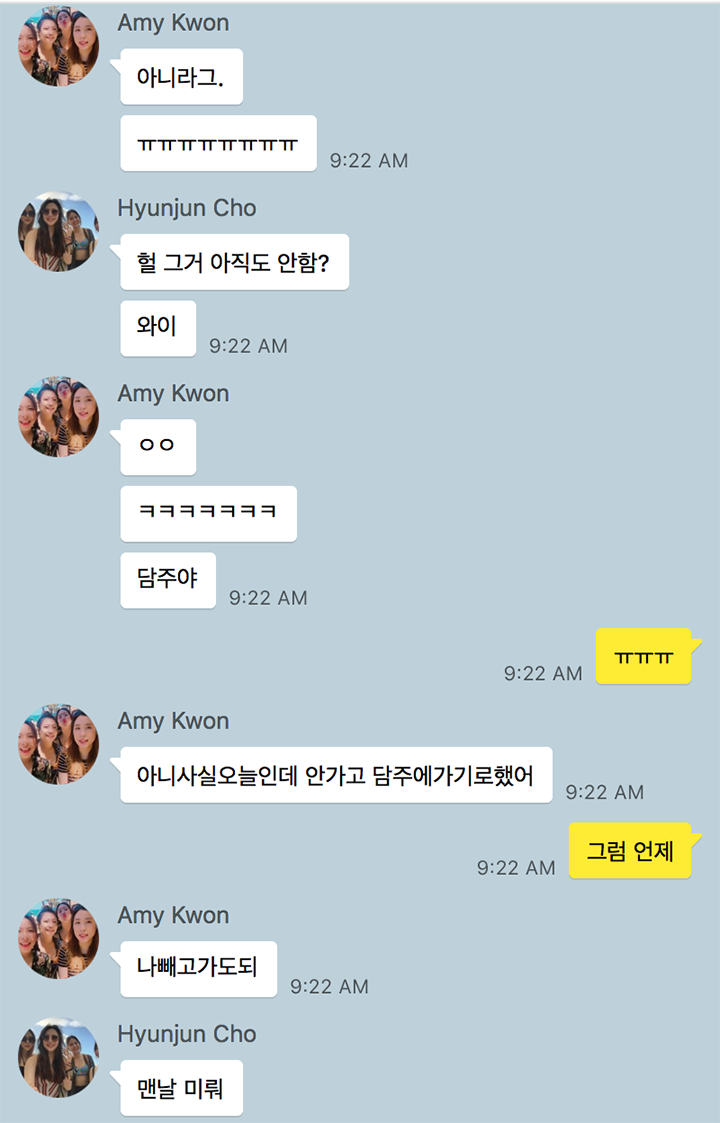 Amy Kwon
아니라그.
ㅠㅠㅠㅠㅠㅠㅠㅠ
9:22 AM
Hyunjun Cho
헐 그거 아직도 안함?
와이
9:22 AM
Amy Kwon
ㅇㅇ
ㅋㅋㅋㅋㅋㅋㅋ
담주야
9:22 AM
ㅠㅠㅠ
9:22 AM
Amy Kwon
아니사실오늘인데 안가고 담주에가기로했어
9:22 AM
그럼 언제
9:22 AM
Amy Kwon
나빼고가도되
9:22 AM
Hyunjun Cho
맨날 미뤄